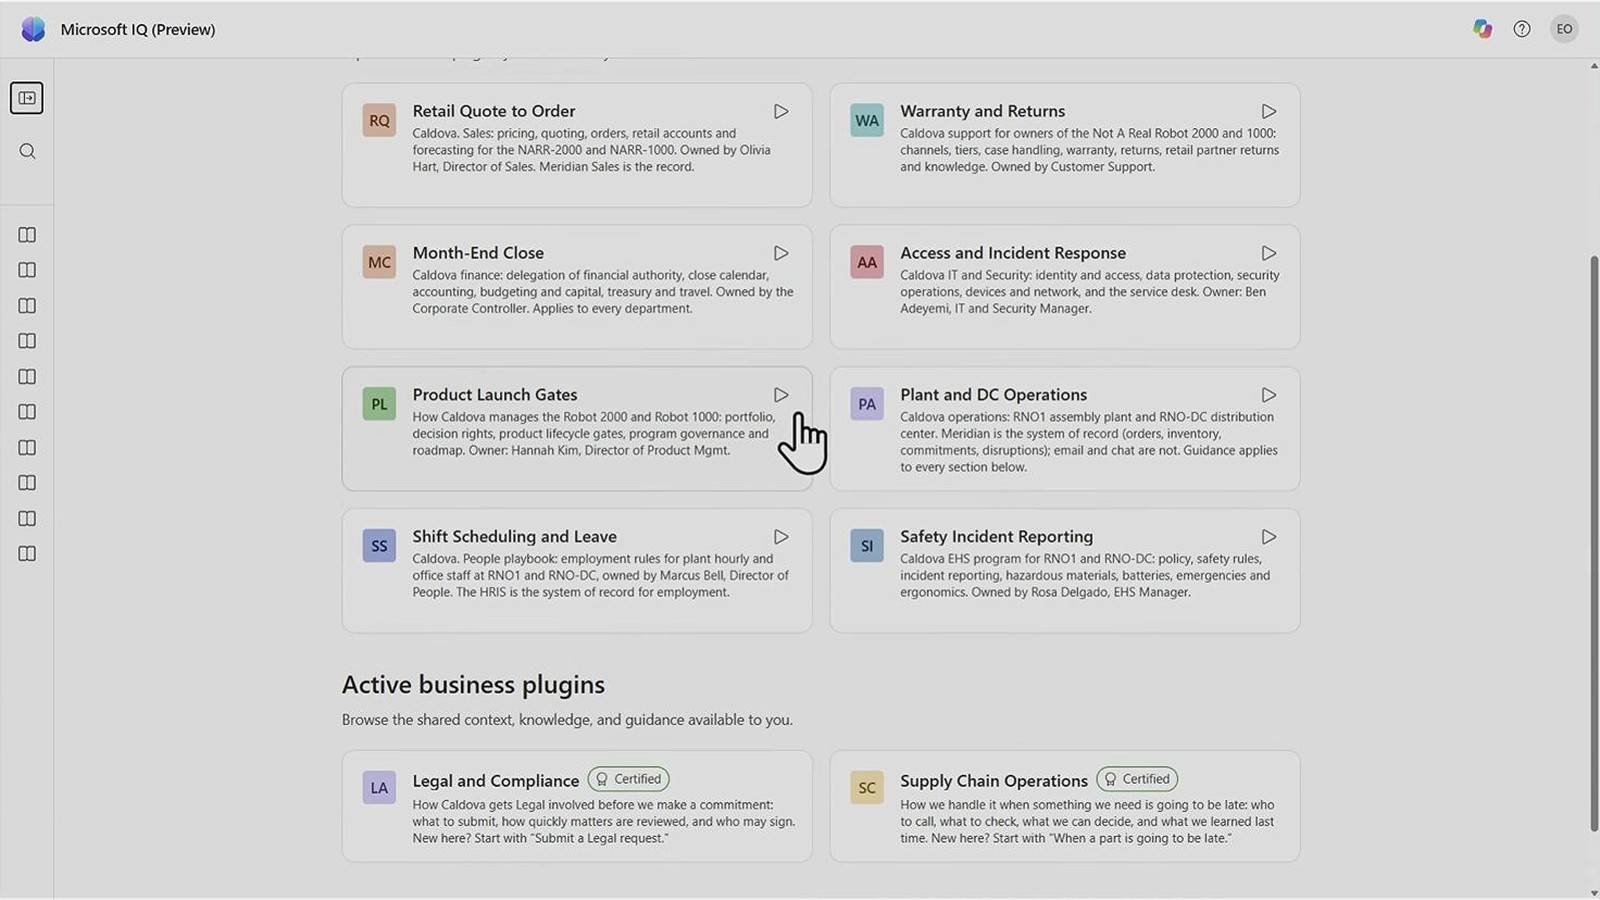 Microsoft IQ (Preview)
EO
RQ
Retail Quote to Order
Caldova. Sales: pricing, quoting, orders, retail accounts and
forecasting for the NARR-2000 and NARR-1000. Owned by Olivia
Hart, Director of Sales. Meridian Sales is the record.
WA
Warranty and Returns
Caldova support for owners of the Not A Real Robot 2000 and 1000:
channels, tiers, case handling, warranty, returns, retail partner returns
and knowledge. Owned by Customer Support.
MC
Month-End Close
Caldova finance: delegation of financial authority, close calendar,
accounting, budgeting and capital, treasury and travel. Owned by the
Corporate Controller. Applies to every department.
AA
Access and Incident Response
Caldova IT and Security: identity and access, data protection, security
operations, devices and network, and the service desk. Owner: Ben
Adeyemi, IT and Security Manager.
PL
Product Launch Gates
How Caldova manages the Robot 2000 and Robot 1000: portfolio,
decision rights, product lifecycle gates, program governance and
roadmap. Owner: Hannah Kim, Director of Product Mgmt.
PA
Plant and DC Operations
Caldova operations: RNO1 assembly plant and RNO-DC distribution
center. Meridian is the system of record (orders, inventory,
commitments, disruptions); email and chat are not. Guidance applies
to every section below.
SS
Shift Scheduling and Leave
Caldova. People playbook: employment rules for plant hourly and
office staff at RNO1 and RNO-DC, owned by Marcus Bell, Director of
People. The HRIS is the system of record for employment.
SI
Safety Incident Reporting
Caldova EHS program for RNO1 and RNO-DC: policy, safety rules,
incident reporting, hazardous materials, batteries, emergencies and
ergonomics. Owned by Rosa Delgado, EHS Manager.
Active business plugins
Browse the shared context, knowledge, and guidance available to you.
LA
Legal and Compliance
Certified
How Caldova gets Legal involved before we make a commitment:
what to submit, how quickly matters are reviewed, and who may sign.
New here? Start with "Submit a Legal request."
SC
Supply Chain Operations
Certified
How we handle it when something we need is going to be late: who
to call, what to check, what we can decide, and what we learned last
time. New here? Start with "When a part is going to be late."